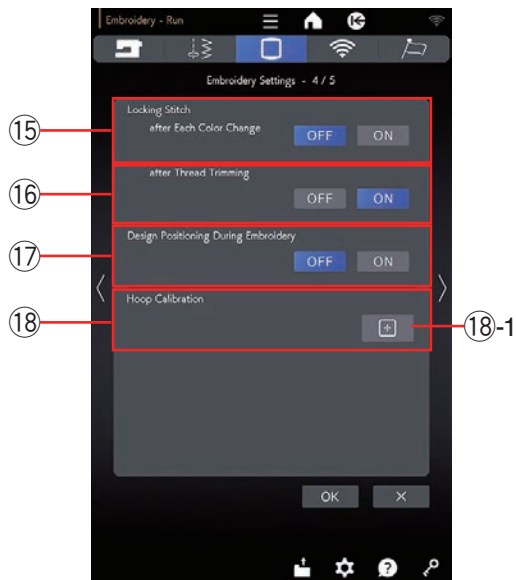 Embroidery - Run
Embroidery Settings - 4 / 5
⑮
Locking Stitch
after Each Color Change
OFF ON
⑯
after Thread Trimming
OFF ON
⑰
Design Positioning During Embroidery
OFF ON
⑱
Hoop Calibration
⑱-1
OK X